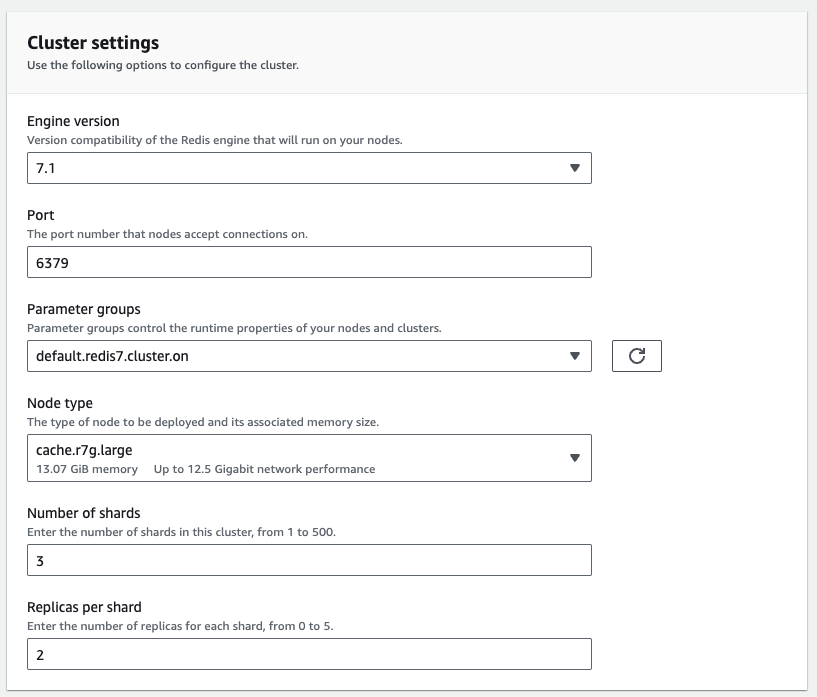 Cluster settings
Use the following options to configure the cluster.
Engine version
Version compatibility of the Redis engine that will run on your nodes.
7.1
Port
The port number that nodes accept connections on.
6379
Parameter groups
Parameter groups control the runtime properties of your nodes and clusters.
default.redis7.cluster.on
Node type
The type of node to be deployed and its associated memory size.
cache.r7g.large
13.07 GiB memory Up to 12.5 Gigabit network performance
Number of shards
Enter the number of shards in this cluster, from 1 to 500.
3
Replicas per shard
Enter the number of replicas for each shard, from 0 to 5.
2